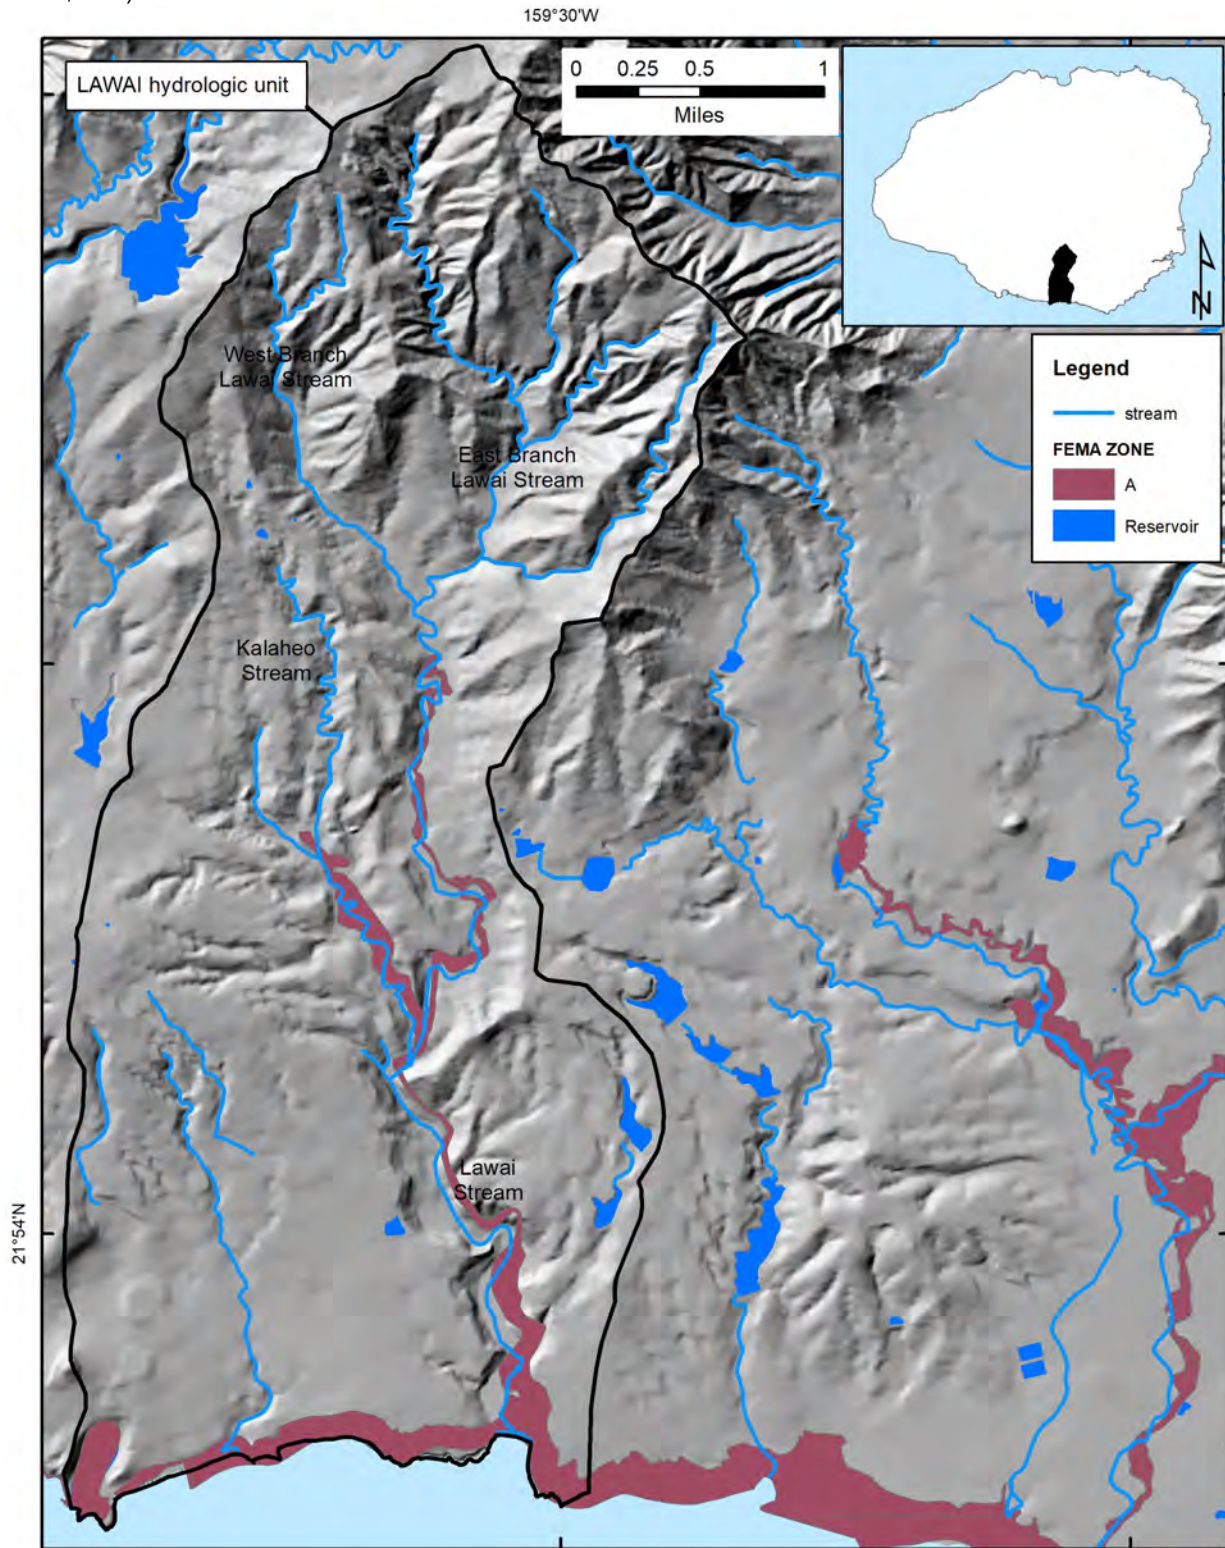 159°30'W
LAWAI hydrologic unit
0 0.25 0.5 1
Miles
N
Legend
stream
FEMA ZONE
A
Reservoir
West Branch
Lawai Stream
East Branch
Lawai Stream
Kalaheo
Stream
Lawai
Stream
21°54'N